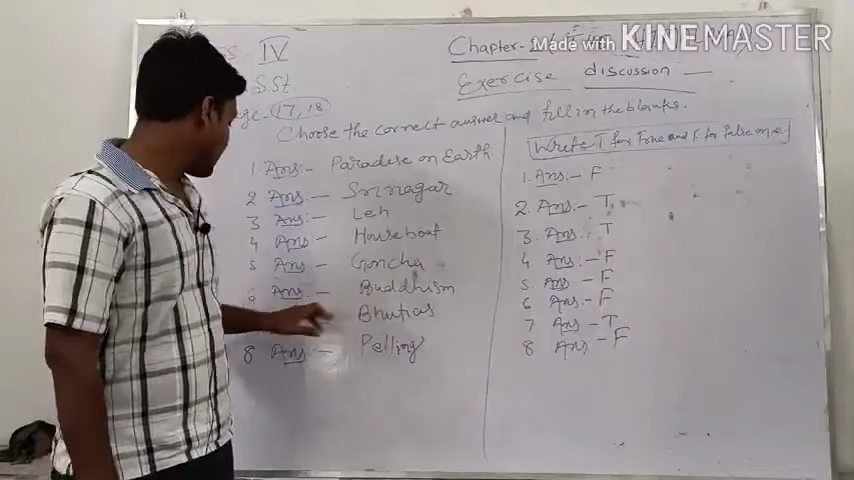 Made with KINEMASTER
IV
S.St.
17,18
Chapter-
Exercise discussion
Choose the correct answer and fill in the blanks.
1 Ans:- Paradise on Earth
2 Ans:- Srinagar
3 Ans:- Leh
4 Ans:- Houseboat
5 Ans:- Goncha
Ans:- Buddhism
Bhutias
8 Ans:- Pelling
Write T for True and F for false
1. Ans:- F
2. Ans:- T
3. Ans:- T
4 Ans:- F
5 Ans:- F
6 Ans:- F
7 Ans - T
8 Ans - F